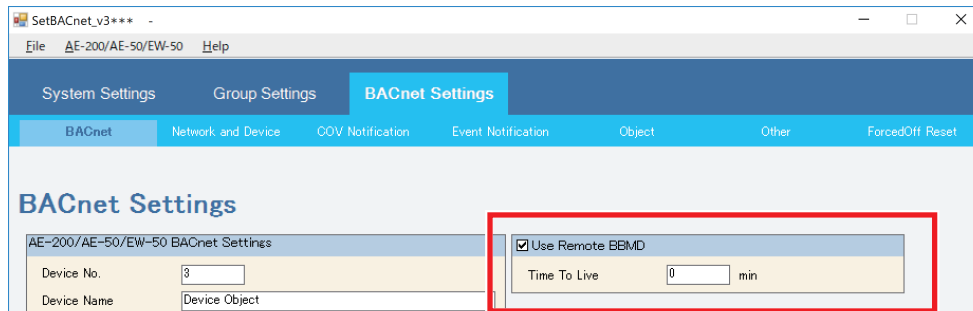 SetBACnet_v3*** -
File AE-200/AE-50/EW-50 Help
System Settings Group Settings BACnet Settings
BACnet Network and Device COV Notification Event Notification Object Other ForcedOff Reset
BACnet Settings
AE-200/AE-50/EW-50 BACnet Settings
Device No. 3
Device Name Device Object
Use Remote BBMD
Time To Live 0 min